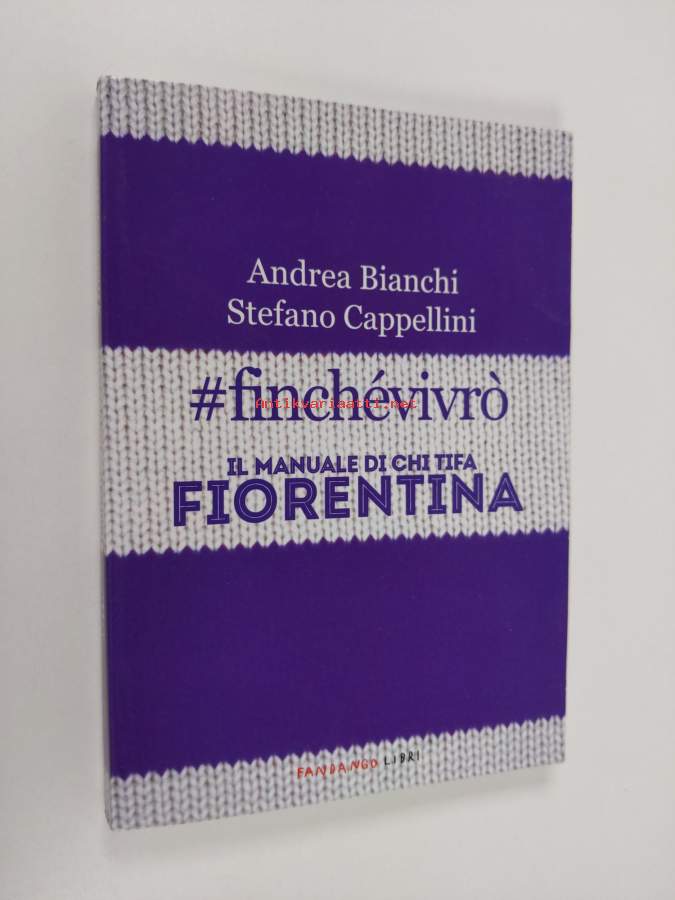 Andrea Bianchi
Stefano Cappellini
#finchévivrò
Antikvariaatti.net
IL MANUALE DI CHI TIFA
FIORENTINA
FANDANGO LIBRI